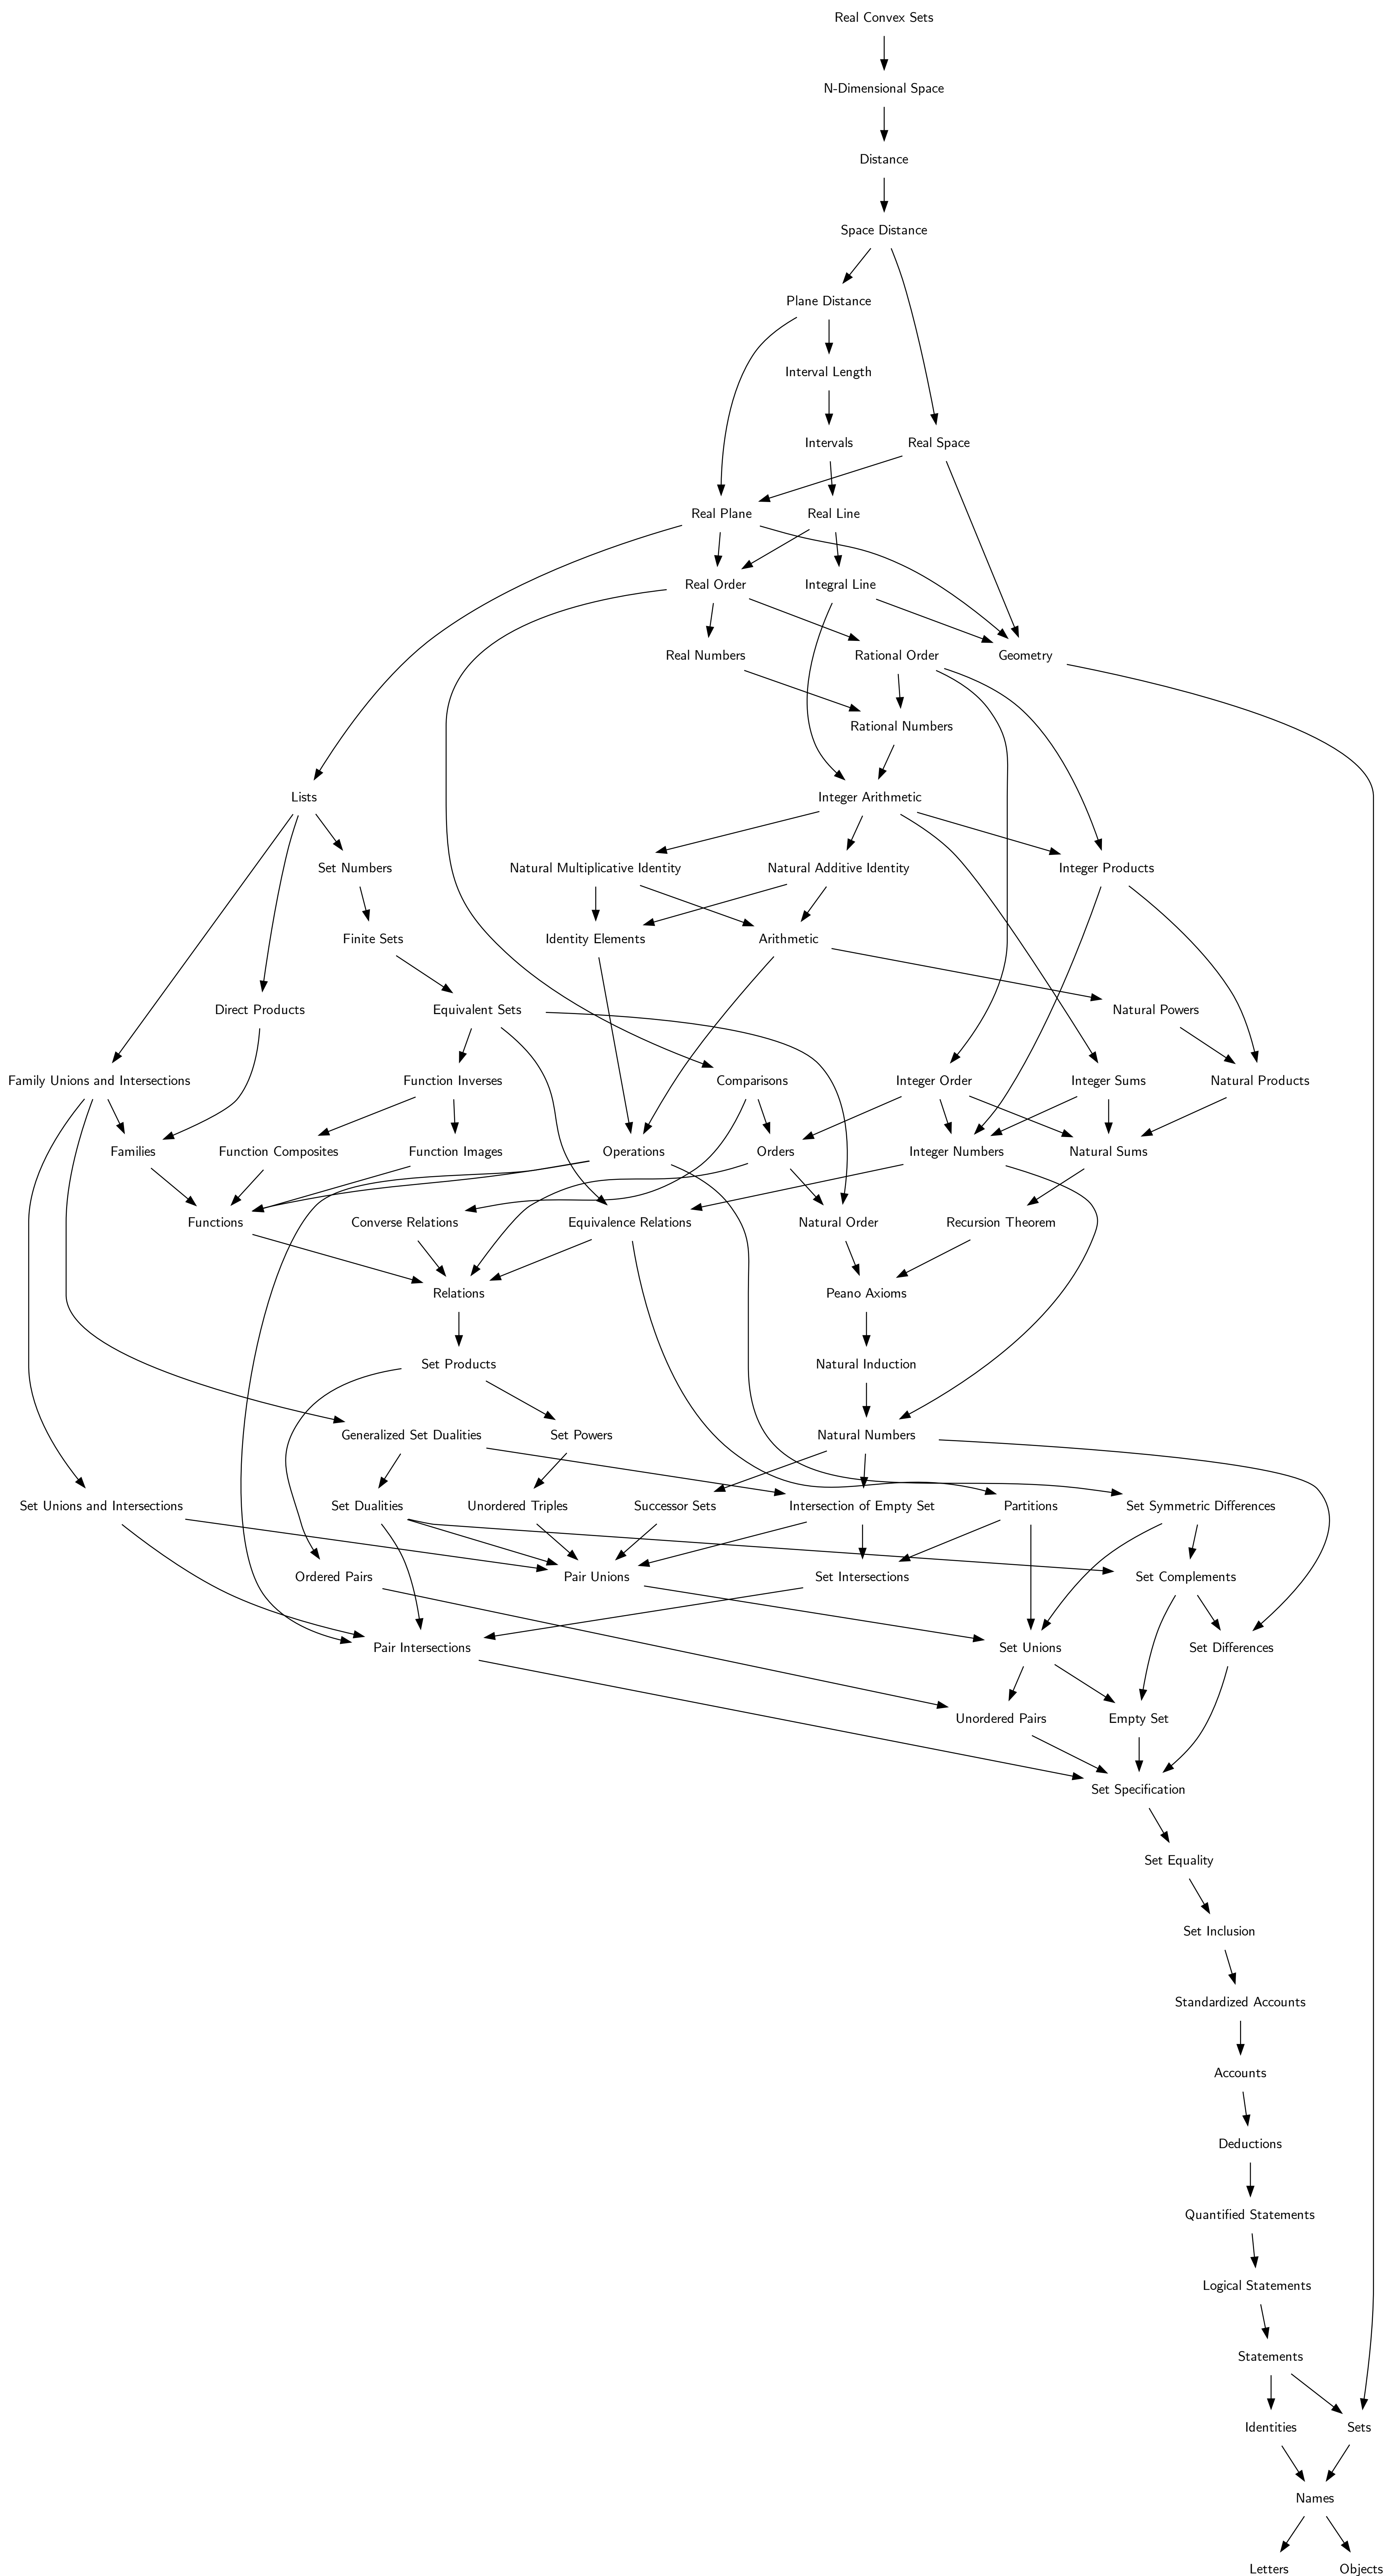 Real Convex Sets
N-Dimensional Space
Distance
Space Distance
Plane Distance
Interval Length
Intervals
Real Space
Real Plane
Real Line
Real Order
Integral Line
Real Numbers
Rational Order
Geometry
Rational Numbers
Lists
Integer Arithmetic
Set Numbers
Natural Multiplicative Identity
Natural Additive Identity
Integer Products
Finite Sets
Identity Elements
Arithmetic
Direct Products
Equivalent Sets
Natural Powers
Family Unions and Intersections
Function Inverses
Comparisons
Integer Order
Integer Sums
Natural Products
Families
Function Composites
Function Images
Operations
Orders
Integer Numbers
Natural Sums
Functions
Converse Relations
Equivalence Relations
Natural Order
Recursion Theorem
Relations
Peano Axioms
Set Products
Natural Induction
Generalized Set Dualities
Set Powers
Natural Numbers
Set Unions and Intersections
Set Dualities
Unordered Triples
Successor Sets
Intersection of Empty Set
Partitions
Set Symmetric Differences
Ordered Pairs
Pair Unions
Set Intersections
Set Complements
Pair Intersections
Set Unions
Set Differences
Unordered Pairs
Empty Set
Set Specification
Set Equality
Set Inclusion
Standardized Accounts
Accounts
Deductions
Quantified Statements
Logical Statements
Statements
Identities
Sets
Names
Letters
Objects